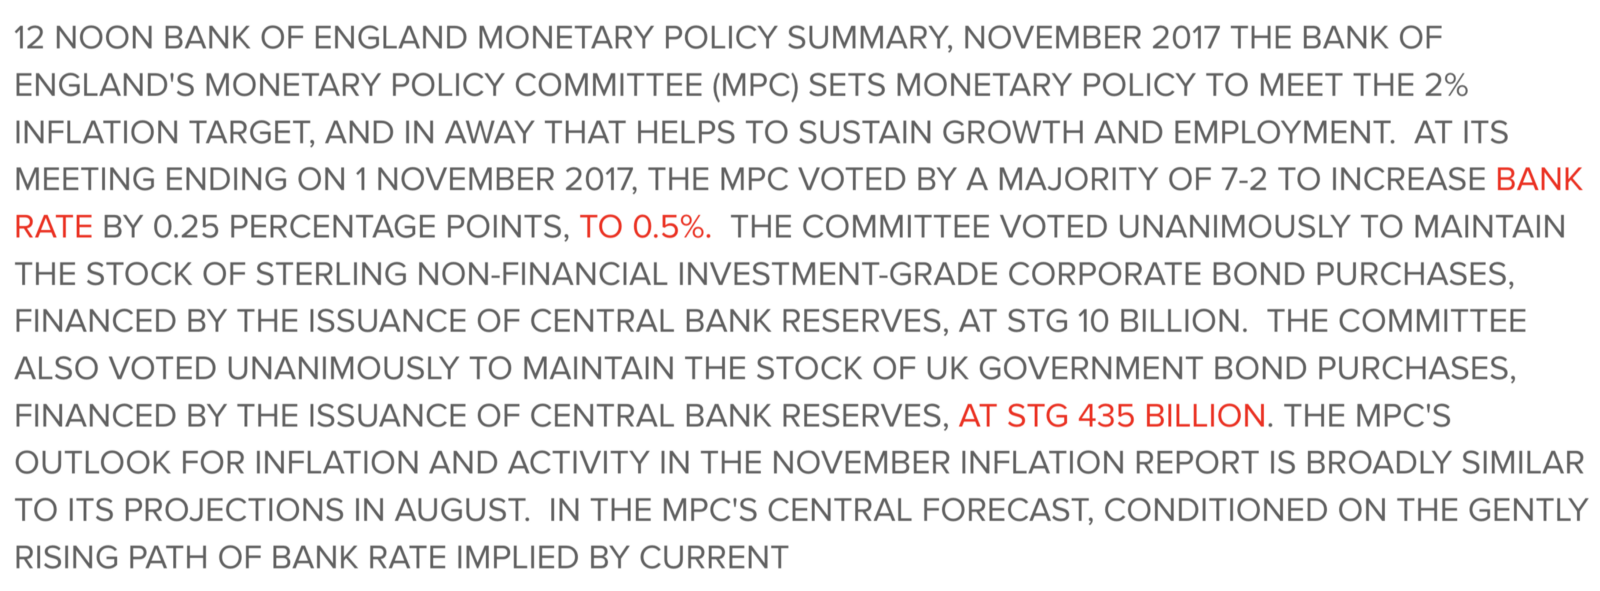 12 NOON BANK OF ENGLAND MONETARY POLICY SUMMARY, NOVEMBER 2017 THE BANK OF
ENGLAND'S MONETARY POLICY COMMITTEE (MPC) SETS MONETARY POLICY TO MEET THE 2%
INFLATION TARGET, AND IN AWAY THAT HELPS TO SUSTAIN GROWTH AND EMPLOYMENT.  AT ITS
MEETING ENDING ON 1 NOVEMBER 2017, THE MPC VOTED BY A MAJORITY OF 7-2 TO INCREASE BANK
RATE BY 0.25 PERCENTAGE POINTS, TO 0.5%.  THE COMMITTEE VOTED UNANIMOUSLY TO MAINTAIN
THE STOCK OF STERLING NON-FINANCIAL INVESTMENT-GRADE CORPORATE BOND PURCHASES,
FINANCED BY THE ISSUANCE OF CENTRAL BANK RESERVES, AT STG 10 BILLION.  THE COMMITTEE
ALSO VOTED UNANIMOUSLY TO MAINTAIN THE STOCK OF UK GOVERNMENT BOND PURCHASES,
FINANCED BY THE ISSUANCE OF CENTRAL BANK RESERVES, AT STG 435 BILLION. THE MPC'S
OUTLOOK FOR INFLATION AND ACTIVITY IN THE NOVEMBER INFLATION REPORT IS BROADLY SIMILAR
TO ITS PROJECTIONS IN AUGUST.  IN THE MPC'S CENTRAL FORECAST, CONDITIONED ON THE GENTLY
RISING PATH OF BANK RATE IMPLIED BY CURRENT